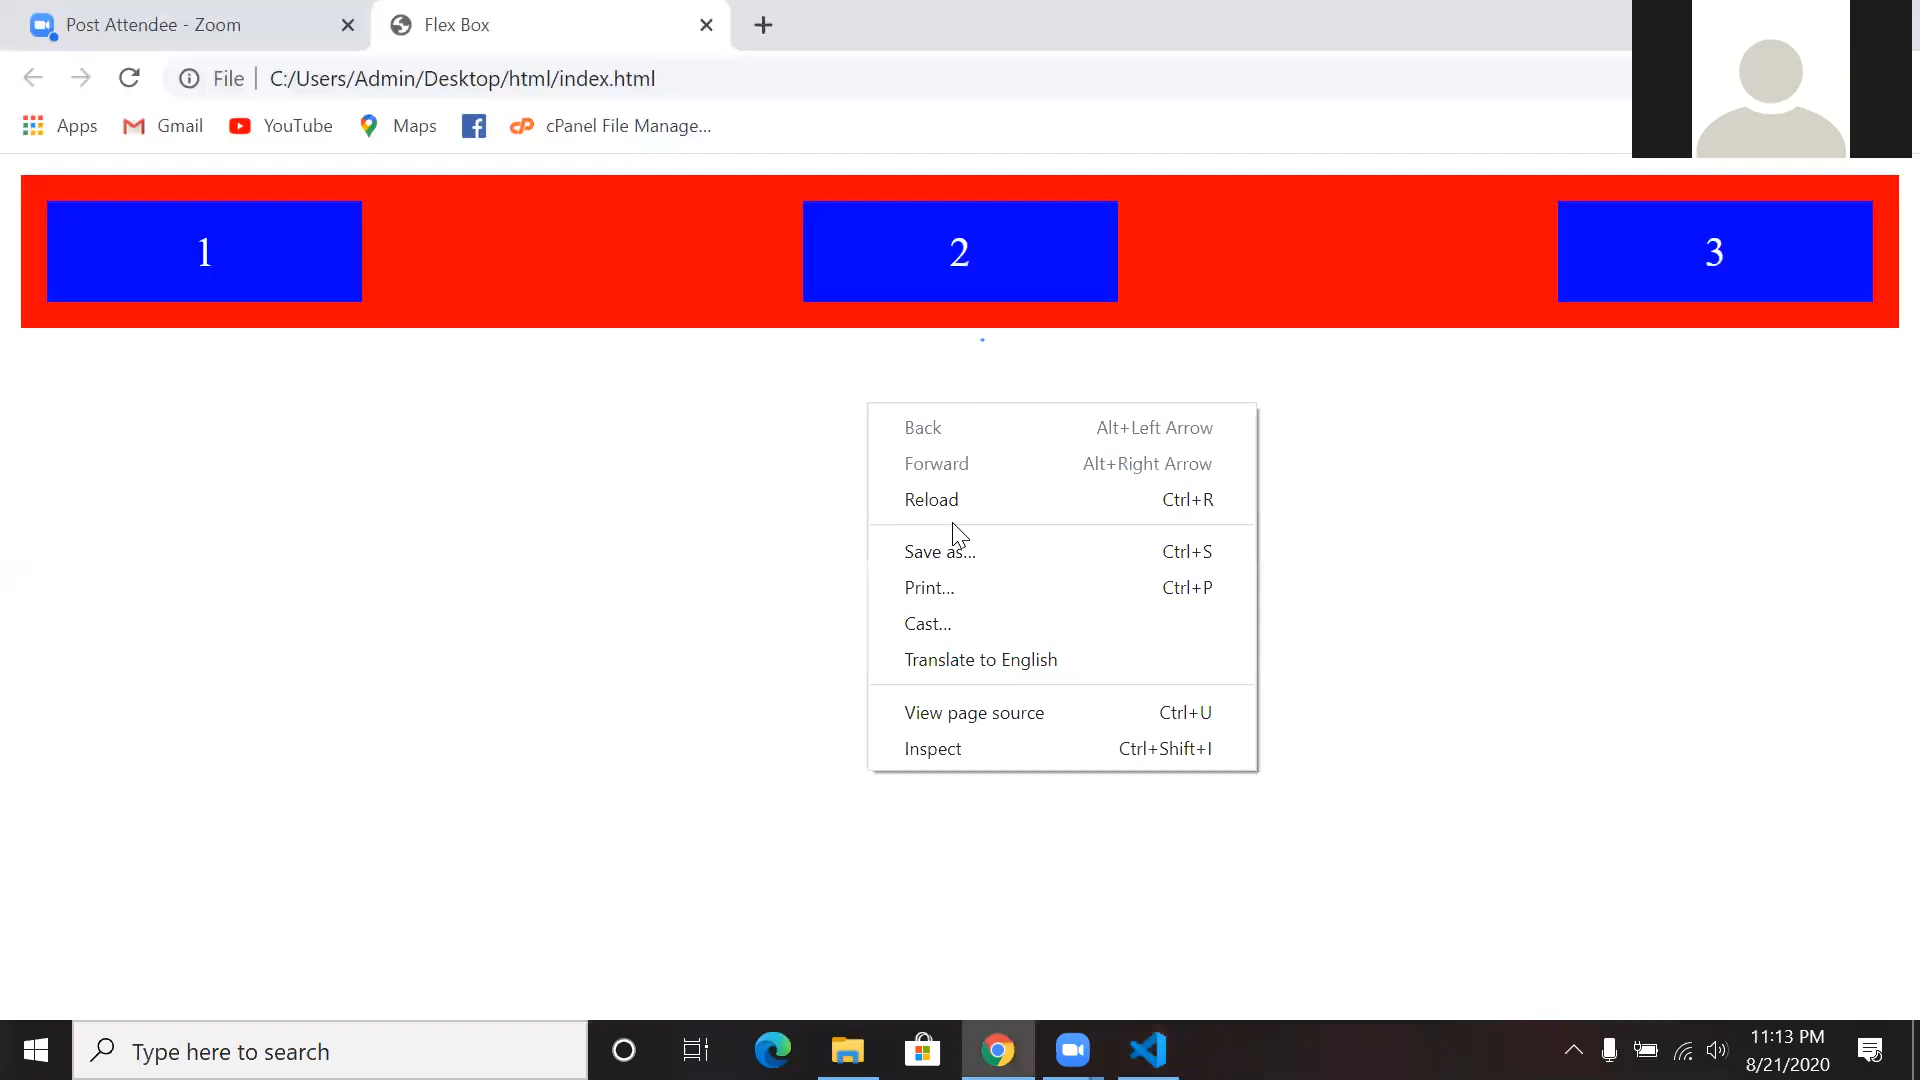 Post Attendee - Zoom
Flex Box
File C:/Users/Admin/Desktop/html/index.html
Apps Gmail YouTube Maps cPanel File Manage...
1 2 3
Back Alt+Left Arrow
Forward Alt+Right Arrow
Reload Ctrl+R
Save as... Ctrl+S
Print... Ctrl+P
Cast...
Translate to English
View page source Ctrl+U
Inspect Ctrl+Shift+I
Type here to search
11:13 PM
8/21/2020